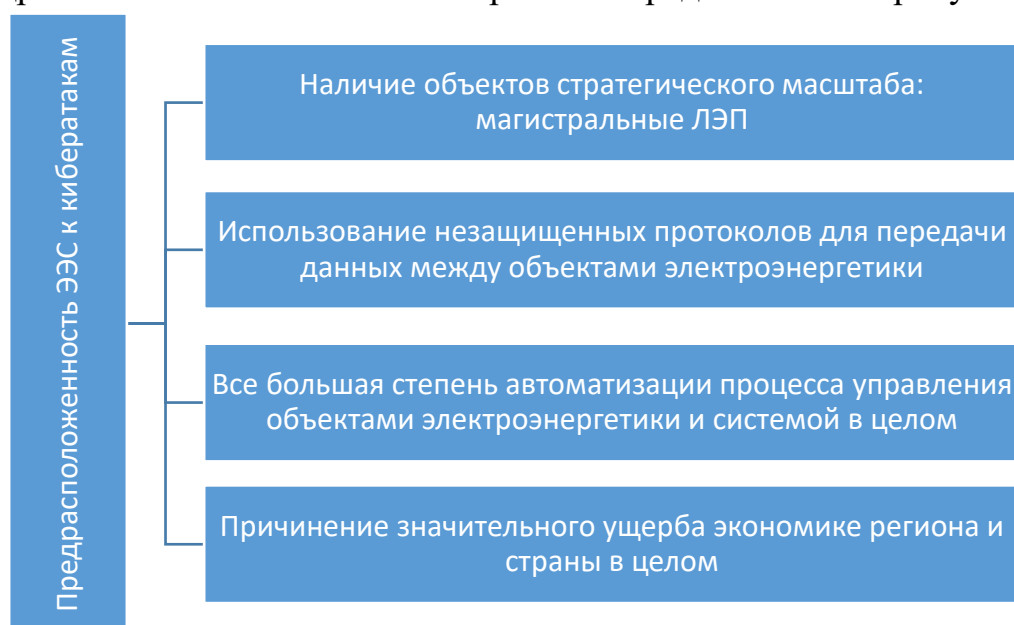 Предрасположенность ЭЭС к кибератакам
Наличие объектов стратегического масштаба:
магистральные ЛЭП
Использование незащищенных протоколов для передачи
данных между объектами электроэнергетики
Все большая степень автоматизации процесса управления
объектами электроэнергетики и системой в целом
Причинение значительного ущерба экономике региона и
страны в целом